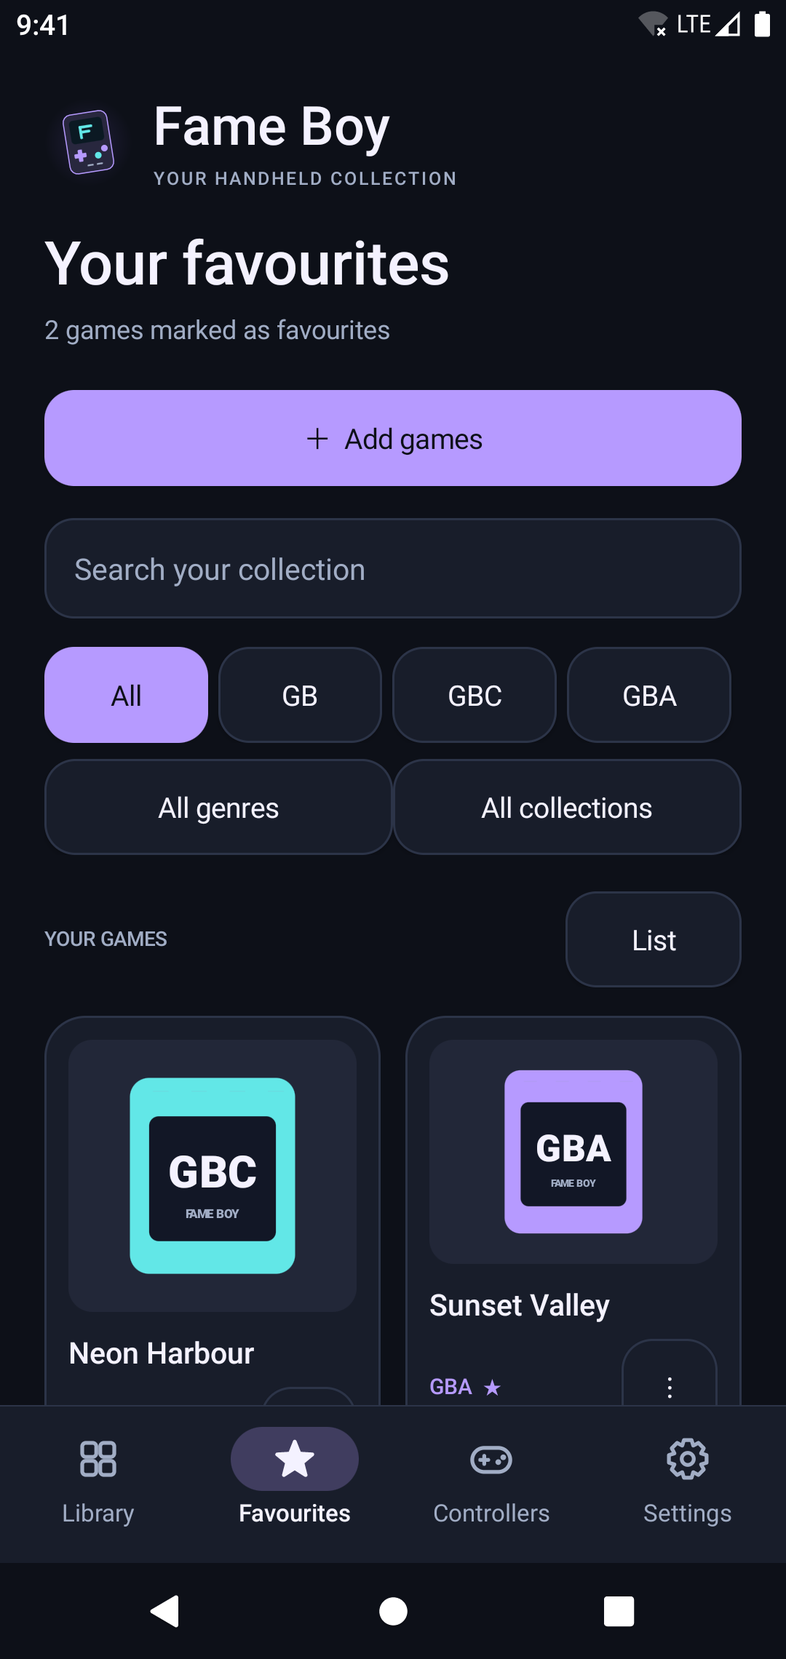 9:41
LTE
F
Fame Boy
YOUR HANDHELD COLLECTION
Your favourites
2 games marked as favourites
+ Add games
Search your collection
All
GB
GBC
GBA
All genres
All collections
YOUR GAMES
List
GBC
FAME BOY
Neon Harbour
GBA
FAME BOY
Sunset Valley
GBA ★
Library
Favourites
Controllers
Settings